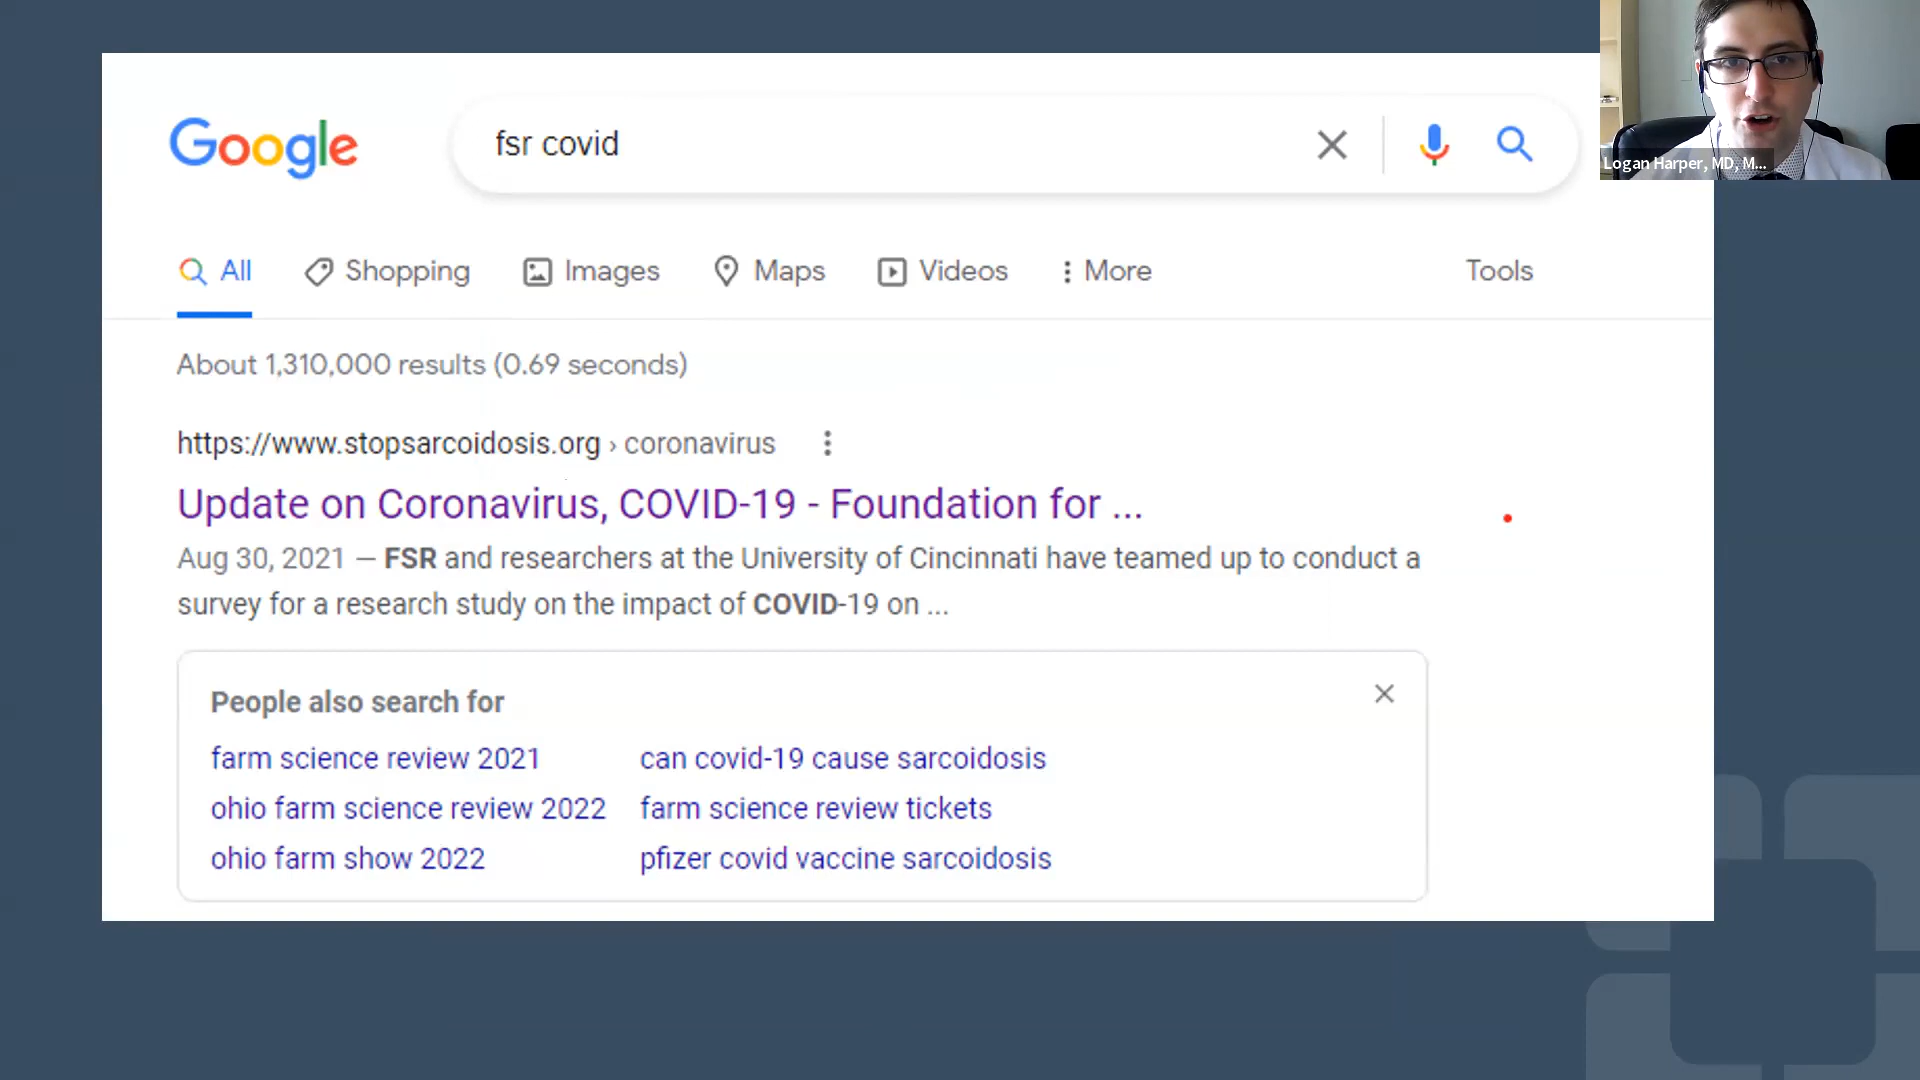 Google
fsr covid
All Shopping Images Maps Videos More Tools
About 1,310,000 results (0.69 seconds)
https://www.stopsarcoidosis.org › coronavirus
Update on Coronavirus, COVID-19 - Foundation for ...
Aug 30, 2021 — FSR and researchers at the University of Cincinnati have teamed up to conduct a
survey for a research study on the impact of COVID-19 on ...
People also search for
farm science review 2021 can covid-19 cause sarcoidosis
ohio farm science review 2022 farm science review tickets
ohio farm show 2022 pfizer covid vaccine sarcoidosis
Logan Harper, MD, M...